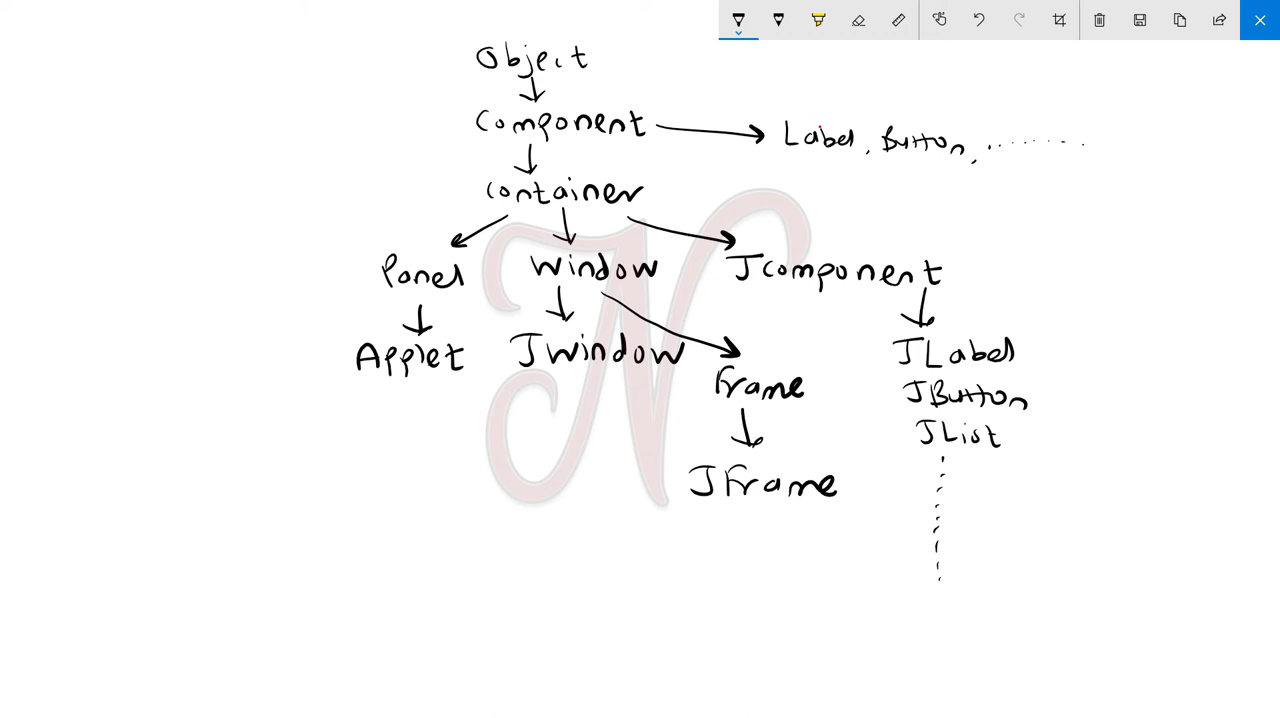 Object
Component
Label, Button, ........
Container
Panel Window JComponent
Applet JWindow JLabel
Frame JButton
JList
JFrame